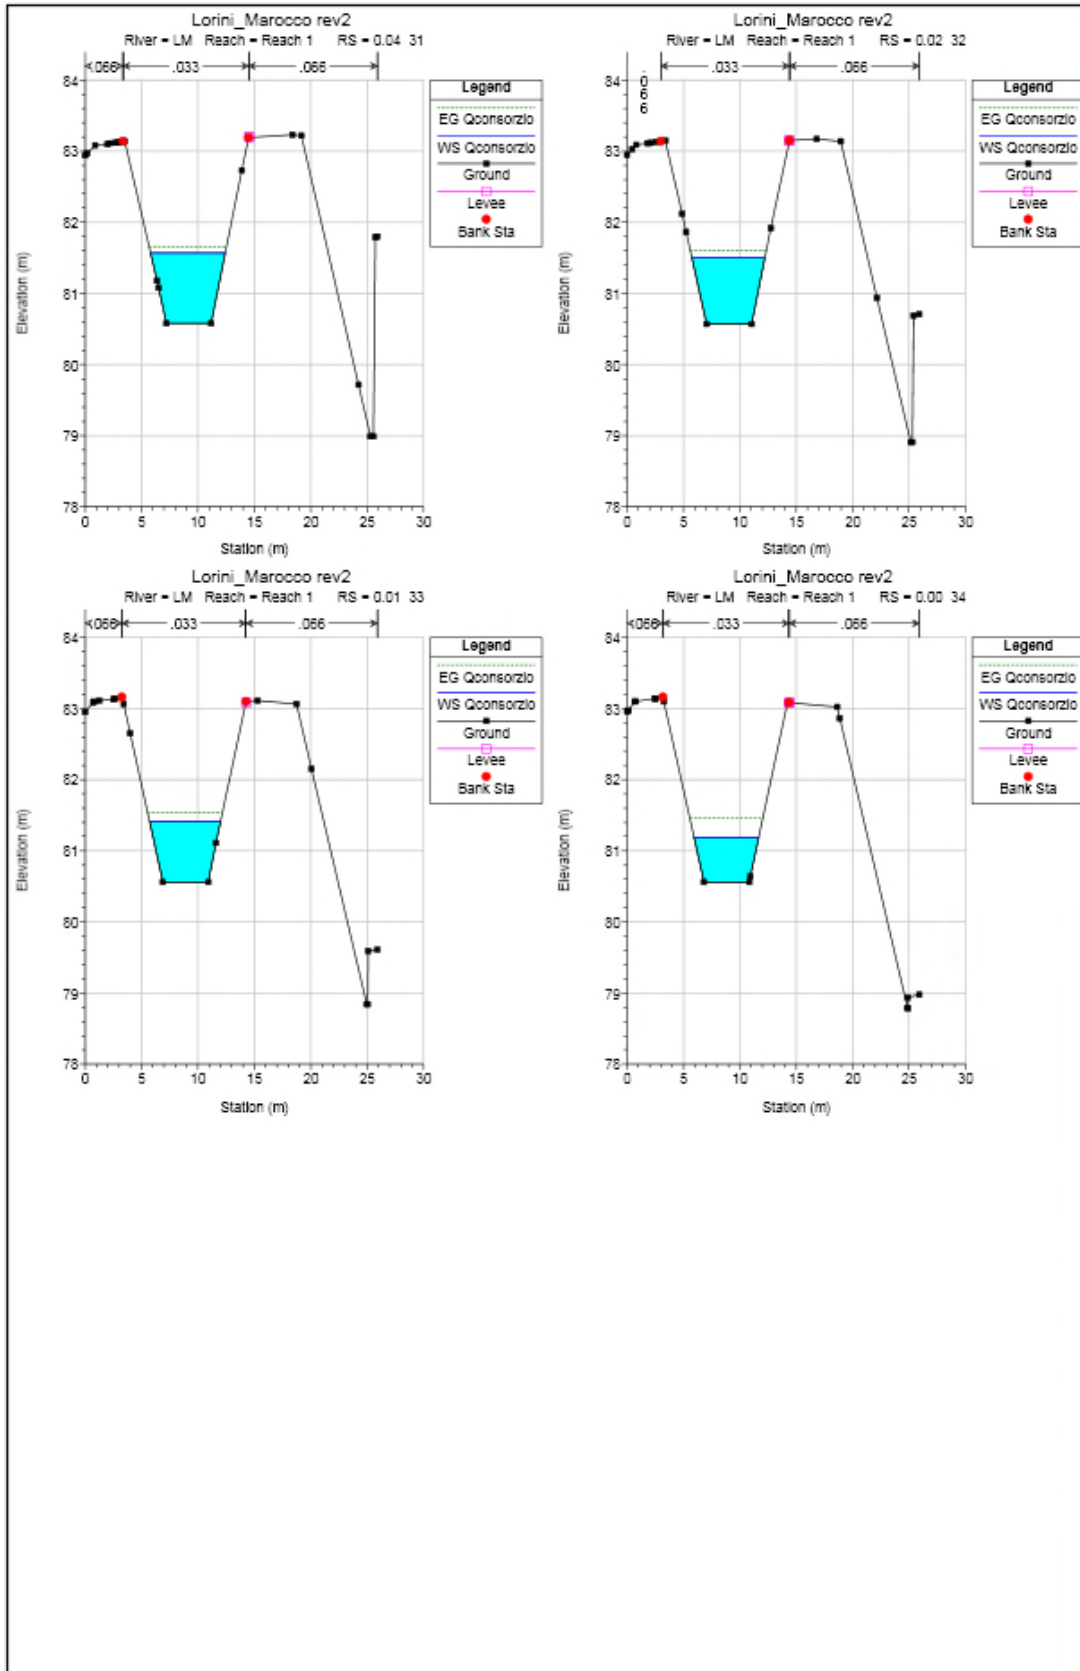 Lorini_Marocco rev2
River = LM Reach = Reach 1 RS = 0.04 31
.066 .033 .066
Elevation (m)
84
83
82
81
80
79
78
0 5 10 15 20 25 30
Station (m)
Legend
EG Qconsorzio
WS Qconsorzio
Ground
Levee
Bank Sta
Lorini_Marocco rev2
River = LM Reach = Reach 1 RS = 0.02 32
.066 .033 .066
Elevation (m)
84
83
82
81
80
79
78
0 5 10 15 20 25 30
Station (m)
Legend
EG Qconsorzio
WS Qconsorzio
Ground
Levee
Bank Sta
Lorini_Marocco rev2
River = LM Reach = Reach 1 RS = 0.01 33
.066 .033 .066
Elevation (m)
84
83
82
81
80
79
78
0 5 10 15 20 25 30
Station (m)
Legend
EG Qconsorzio
WS Qconsorzio
Ground
Levee
Bank Sta
Lorini_Marocco rev2
River = LM Reach = Reach 1 RS = 0.00 34
.066 .033 .066
Elevation (m)
84
83
82
81
80
79
78
0 5 10 15 20 25 30
Station (m)
Legend
EG Qconsorzio
WS Qconsorzio
Ground
Levee
Bank Sta